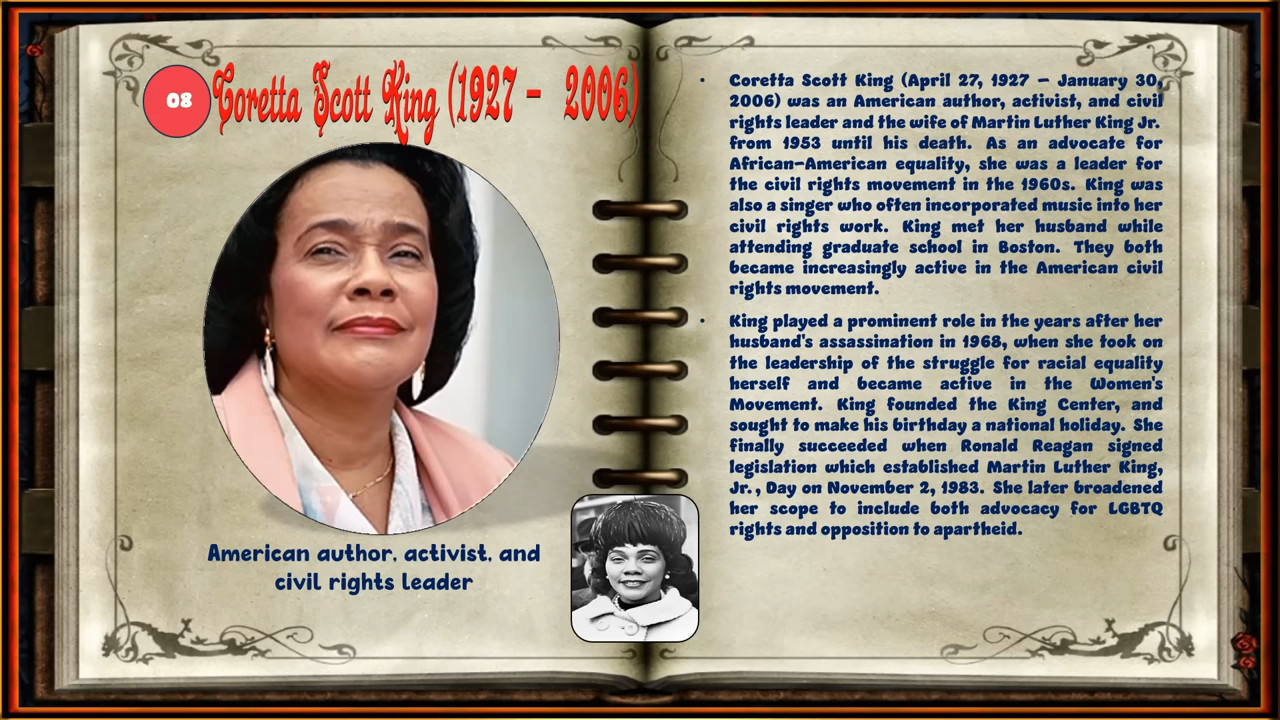 08
Coretta Scott King (1927 - 2006)
American author, activist, and
civil rights leader
• Coretta Scott King (April 27, 1927 – January 30,
2006) was an American author, activist, and civil
rights leader and the wife of Martin Luther King Jr.
from 1953 until his death. As an advocate for
African-American equality, she was a leader for
the civil rights movement in the 1960s. King was
also a singer who often incorporated music into her
civil rights work. King met her husband while
attending graduate school in Boston. They both
became increasingly active in the American civil
rights movement.
• King played a prominent role in the years after her
husband's assassination in 1968, when she took on
the leadership of the struggle for racial equality
herself and became active in the Women's
Movement. King founded the King Center, and
sought to make his birthday a national holiday. She
finally succeeded when Ronald Reagan signed
legislation which established Martin Luther King,
Jr., Day on November 2, 1983. She later broadened
her scope to include both advocacy for LGBTQ
rights and opposition to apartheid.